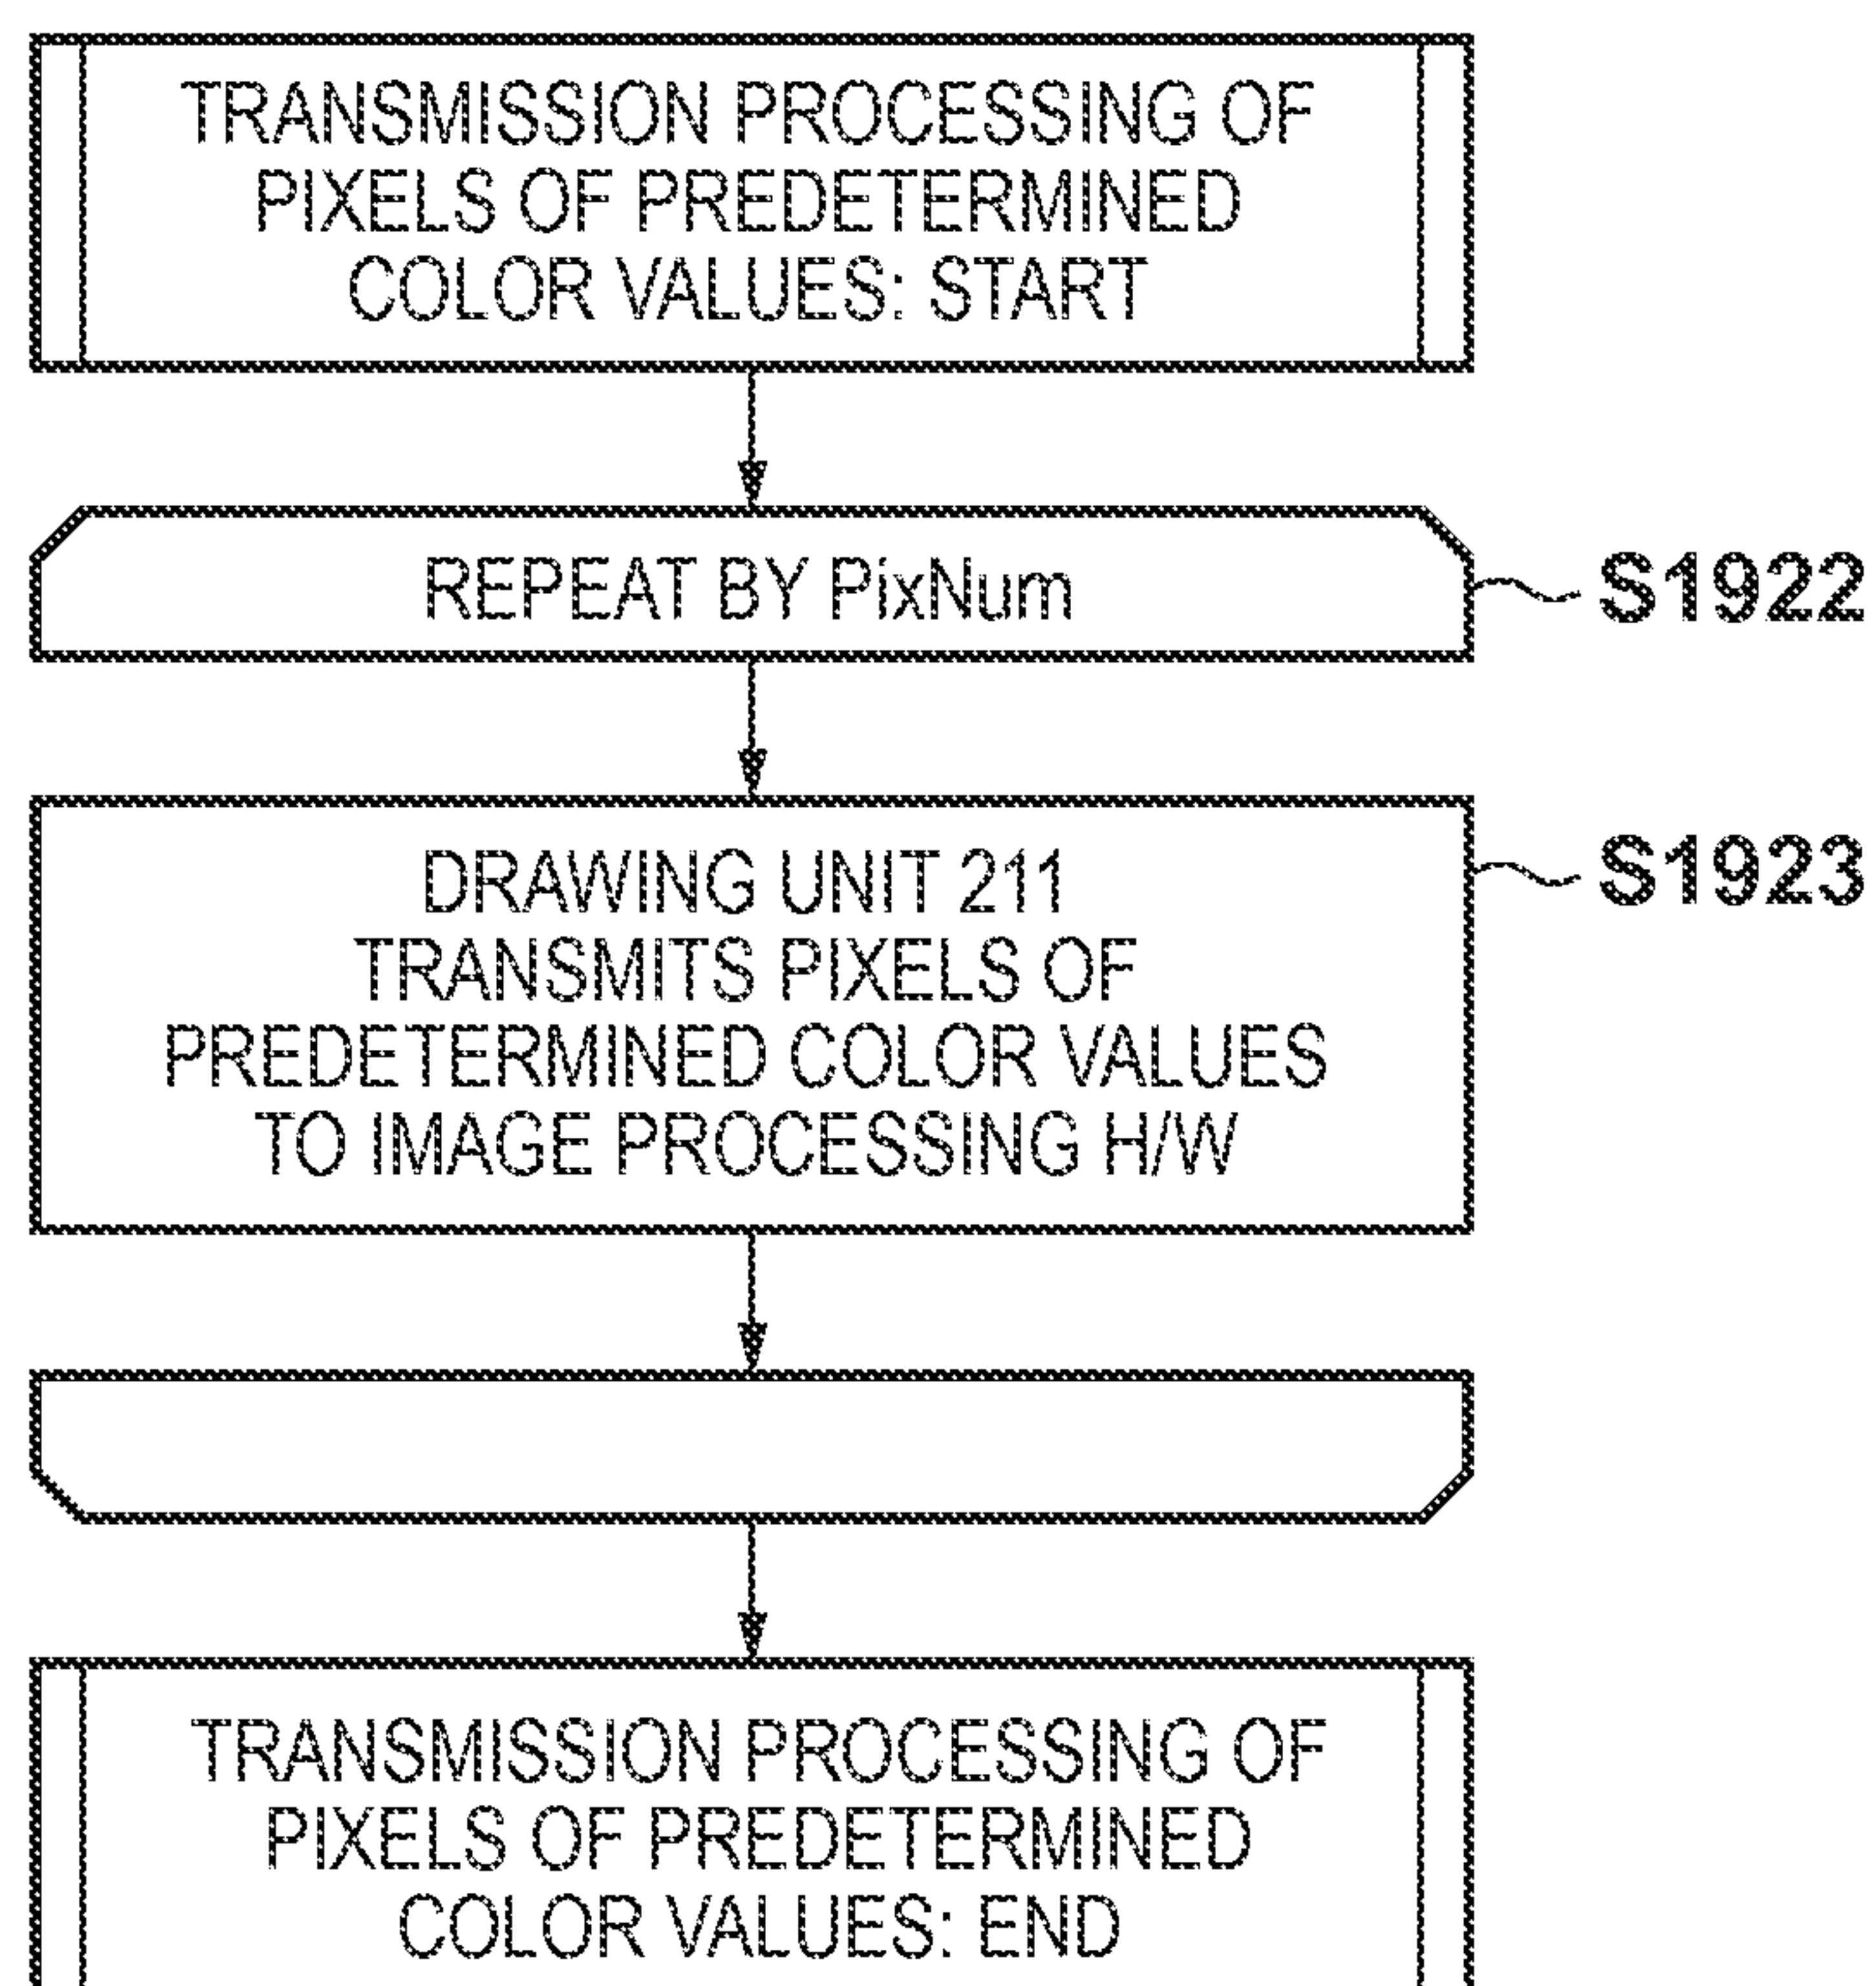 TRANSMISSION PROCESSING OF
PIXELS OF PREDETERMINED
COLOR VALUES: START
REPEAT BY PixNum
S1922
DRAWING UNIT 211
TRANSMITS PIXELS OF
PREDETERMINED COLOR VALUES
TO IMAGE PROCESSING H/W
S1923
TRANSMISSION PROCESSING OF
PIXELS OF PREDETERMINED
COLOR VALUES: END